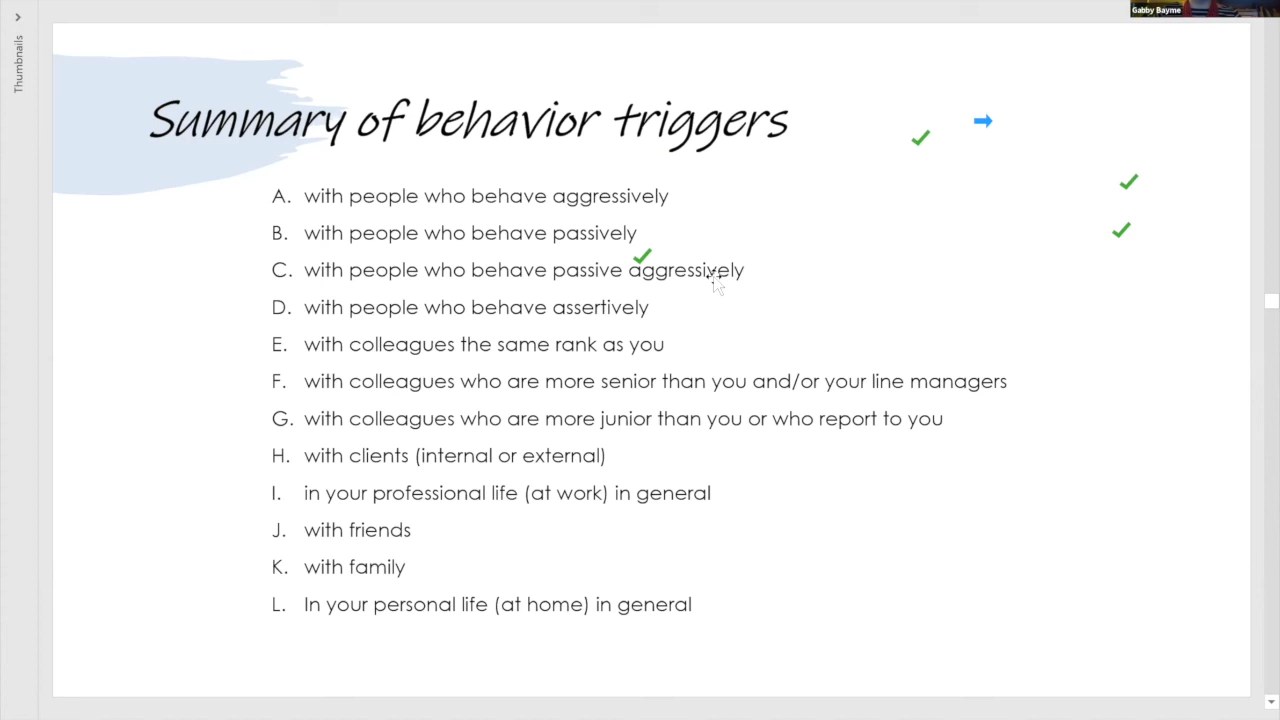 Gabby Bayme
Thumbnails
Summary of behavior triggers
A. with people who behave aggressively
B. with people who behave passively
C. with people who behave passive aggressively
D. with people who behave assertively
E. with colleagues the same rank as you
F. with colleagues who are more senior than you and/or your line managers
G. with colleagues who are more junior than you or who report to you
H. with clients (internal or external)
I. in your professional life (at work) in general
J. with friends
K. with family
L. In your personal life (at home) in general